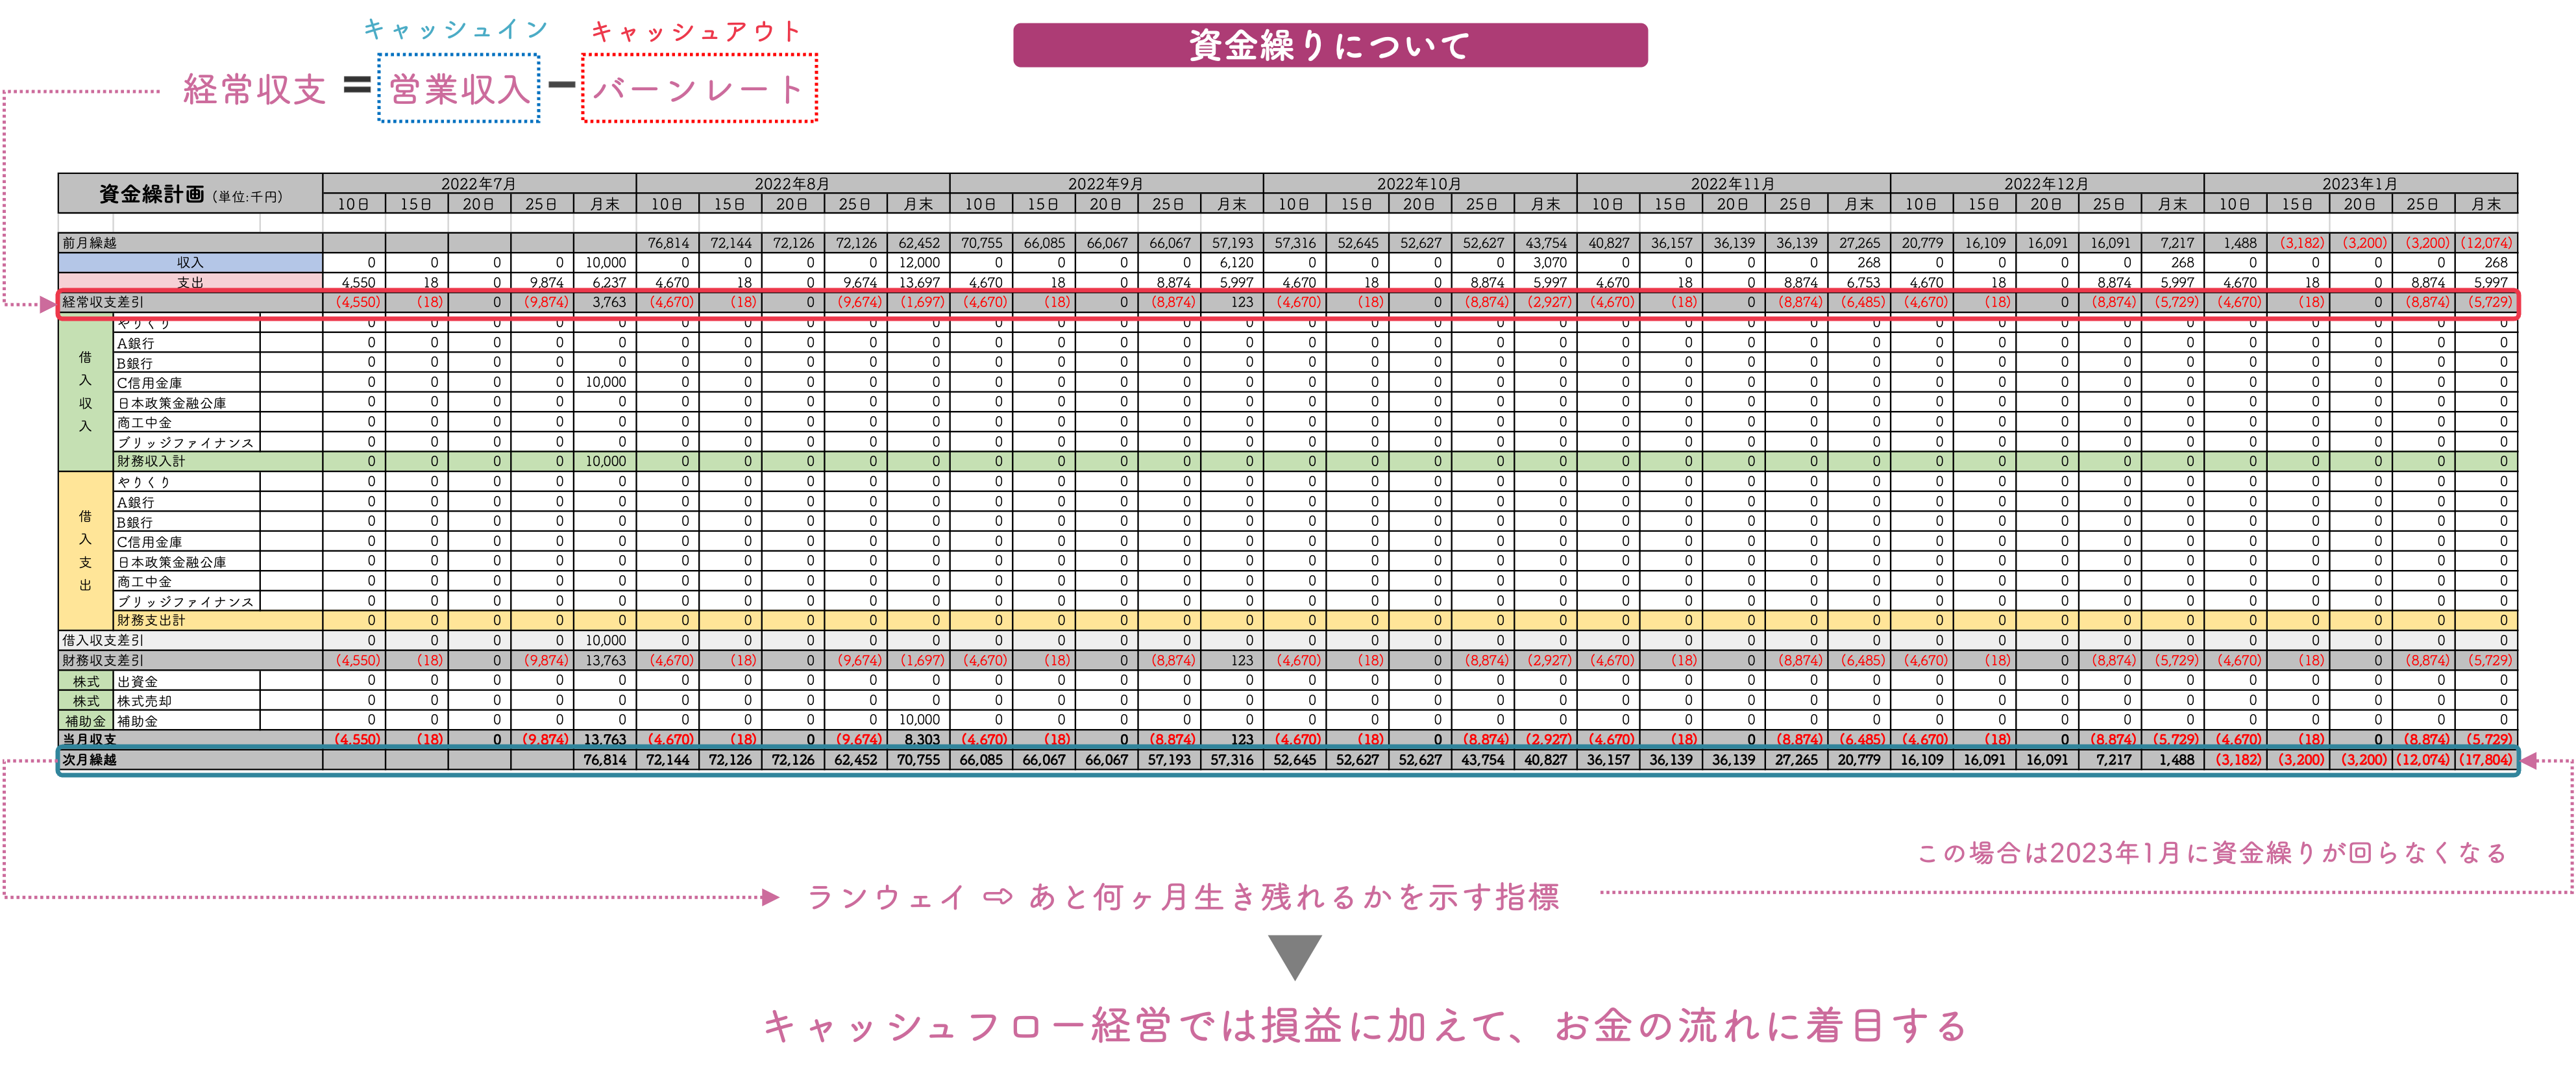 資金繰りについて
キャッシュイン キャッシュアウト
経常収支 = 営業収入 − バーンレート
資金繰計画 (単位:千円) 2022年7月 2022年8月 2022年9月 2022年10月 2022年11月 2022年12月 2023年1月
10日 15日 20日 25日 月末 10日 15日 20日 25日 月末 10日 15日 20日 25日 月末 10日 15日 20日 25日 月末 10日 15日 20日 25日 月末 10日 15日 20日 25日 月末 10日 15日 20日 25日 月末
前月繰越 76,814 72,144 72,126 72,126 62,452 70,755 66,085 66,067 66,067 57,193 57,316 52,645 52,627 52,627 43,754 40,827 36,157 36,139 36,139 27,265 20,779 16,109 16,091 16,091 7,217 1,488 (3,182) (3,200) (3,200) (12,074)
収入 0 0 0 0 10,000 0 0 0 0 12,000 0 0 0 0 6,120 0 0 0 0 3,070 0 0 0 0 268 0 0 0 0 268 0 0 0 0 268
支出 4,550 18 0 9,874 6,237 4,670 18 0 9,674 13,697 4,670 18 0 8,874 5,997 4,670 18 0 8,874 5,997 4,670 18 0 8,874 6,753 4,670 18 0 8,874 5,997 4,670 18 0 8,874 5,997
経常収支差引 (4,550) (18) 0 (9,874) 3,763 (4,670) (18) 0 (9,674) (1,697) (4,670) (18) 0 (8,874) 123 (4,670) (18) 0 (8,874) (2,927) (4,670) (18) 0 (8,874) (6,485) (4,670) (18) 0 (8,874) (5,729) (4,670) (18) 0 (8,874) (5,729)
借入収入
やりくり 0 0 0 0 0 0 0 0 0 0 0 0 0 0 0 0 0 0 0 0 0 0 0 0 0 0 0 0 0 0 0 0 0 0 0
A銀行 0 0 0 0 0 0 0 0 0 0 0 0 0 0 0 0 0 0 0 0 0 0 0 0 0 0 0 0 0 0 0 0 0 0 0
B銀行 0 0 0 0 0 0 0 0 0 0 0 0 0 0 0 0 0 0 0 0 0 0 0 0 0 0 0 0 0 0 0 0 0 0 0
C信用金庫 0 0 0 0 10,000 0 0 0 0 0 0 0 0 0 0 0 0 0 0 0 0 0 0 0 0 0 0 0 0 0 0 0 0 0 0
日本政策金融公庫 0 0 0 0 0 0 0 0 0 0 0 0 0 0 0 0 0 0 0 0 0 0 0 0 0 0 0 0 0 0 0 0 0 0 0
商工中金 0 0 0 0 0 0 0 0 0 0 0 0 0 0 0 0 0 0 0 0 0 0 0 0 0 0 0 0 0 0 0 0 0 0 0
ブリッジファイナンス 0 0 0 0 0 0 0 0 0 0 0 0 0 0 0 0 0 0 0 0 0 0 0 0 0 0 0 0 0 0 0 0 0 0 0
財務収入計 0 0 0 0 10,000 0 0 0 0 0 0 0 0 0 0 0 0 0 0 0 0 0 0 0 0 0 0 0 0 0 0 0 0 0 0
借入支出
やりくり 0 0 0 0 0 0 0 0 0 0 0 0 0 0 0 0 0 0 0 0 0 0 0 0 0 0 0 0 0 0 0 0 0 0 0
A銀行 0 0 0 0 0 0 0 0 0 0 0 0 0 0 0 0 0 0 0 0 0 0 0 0 0 0 0 0 0 0 0 0 0 0 0
B銀行 0 0 0 0 0 0 0 0 0 0 0 0 0 0 0 0 0 0 0 0 0 0 0 0 0 0 0 0 0 0 0 0 0 0 0
C信用金庫 0 0 0 0 0 0 0 0 0 0 0 0 0 0 0 0 0 0 0 0 0 0 0 0 0 0 0 0 0 0 0 0 0 0 0
日本政策金融公庫 0 0 0 0 0 0 0 0 0 0 0 0 0 0 0 0 0 0 0 0 0 0 0 0 0 0 0 0 0 0 0 0 0 0 0
商工中金 0 0 0 0 0 0 0 0 0 0 0 0 0 0 0 0 0 0 0 0 0 0 0 0 0 0 0 0 0 0 0 0 0 0 0
ブリッジファイナンス 0 0 0 0 0 0 0 0 0 0 0 0 0 0 0 0 0 0 0 0 0 0 0 0 0 0 0 0 0 0 0 0 0 0 0
財務支出計 0 0 0 0 0 0 0 0 0 0 0 0 0 0 0 0 0 0 0 0 0 0 0 0 0 0 0 0 0 0 0 0 0 0 0
借入収支差引 0 0 0 0 10,000 0 0 0 0 0 0 0 0 0 0 0 0 0 0 0 0 0 0 0 0 0 0 0 0 0 0 0 0 0 0
財務収支差引 (4,550) (18) 0 (9,874) 13,763 (4,670) (18) 0 (9,674) (1,697) (4,670) (18) 0 (8,874) 123 (4,670) (18) 0 (8,874) (2,927) (4,670) (18) 0 (8,874) (6,485) (4,670) (18) 0 (8,874) (5,729) (4,670) (18) 0 (8,874) (5,729)
株式 出資金 0 0 0 0 0 0 0 0 0 0 0 0 0 0 0 0 0 0 0 0 0 0 0 0 0 0 0 0 0 0 0 0 0 0 0
株式 株式売却 0 0 0 0 0 0 0 0 0 0 0 0 0 0 0 0 0 0 0 0 0 0 0 0 0 0 0 0 0 0 0 0 0 0 0
補助金 補助金 0 0 0 0 0 0 0 0 0 10,000 0 0 0 0 0 0 0 0 0 0 0 0 0 0 0 0 0 0 0 0 0 0 0 0 0
当月収支 (4,550) (18) 0 (9,874) 13,763 (4,670) (18) 0 (9,674) 8,303 (4,670) (18) 0 (8,874) 123 (4,670) (18) 0 (8,874) (2,927) (4,670) (18) 0 (8,874) (6,485) (4,670) (18) 0 (8,874) (5,729) (4,670) (18) 0 (8,874) (5,729)
次月繰越 76,814 72,144 72,126 72,126 62,452 70,755 66,085 66,067 66,067 57,193 57,316 52,645 52,627 52,627 43,754 40,827 36,157 36,139 36,139 27,265 20,779 16,109 16,091 16,091 7,217 1,488 (3,182) (3,200) (3,200) (12,074) (17,804)
この場合は2023年1月に資金繰りが回らなくなる
ランウェイ ⇨ あと何ヶ月生き残れるかを示す指標
キャッシュフロー経営では損益に加えて、お金の流れに着目する